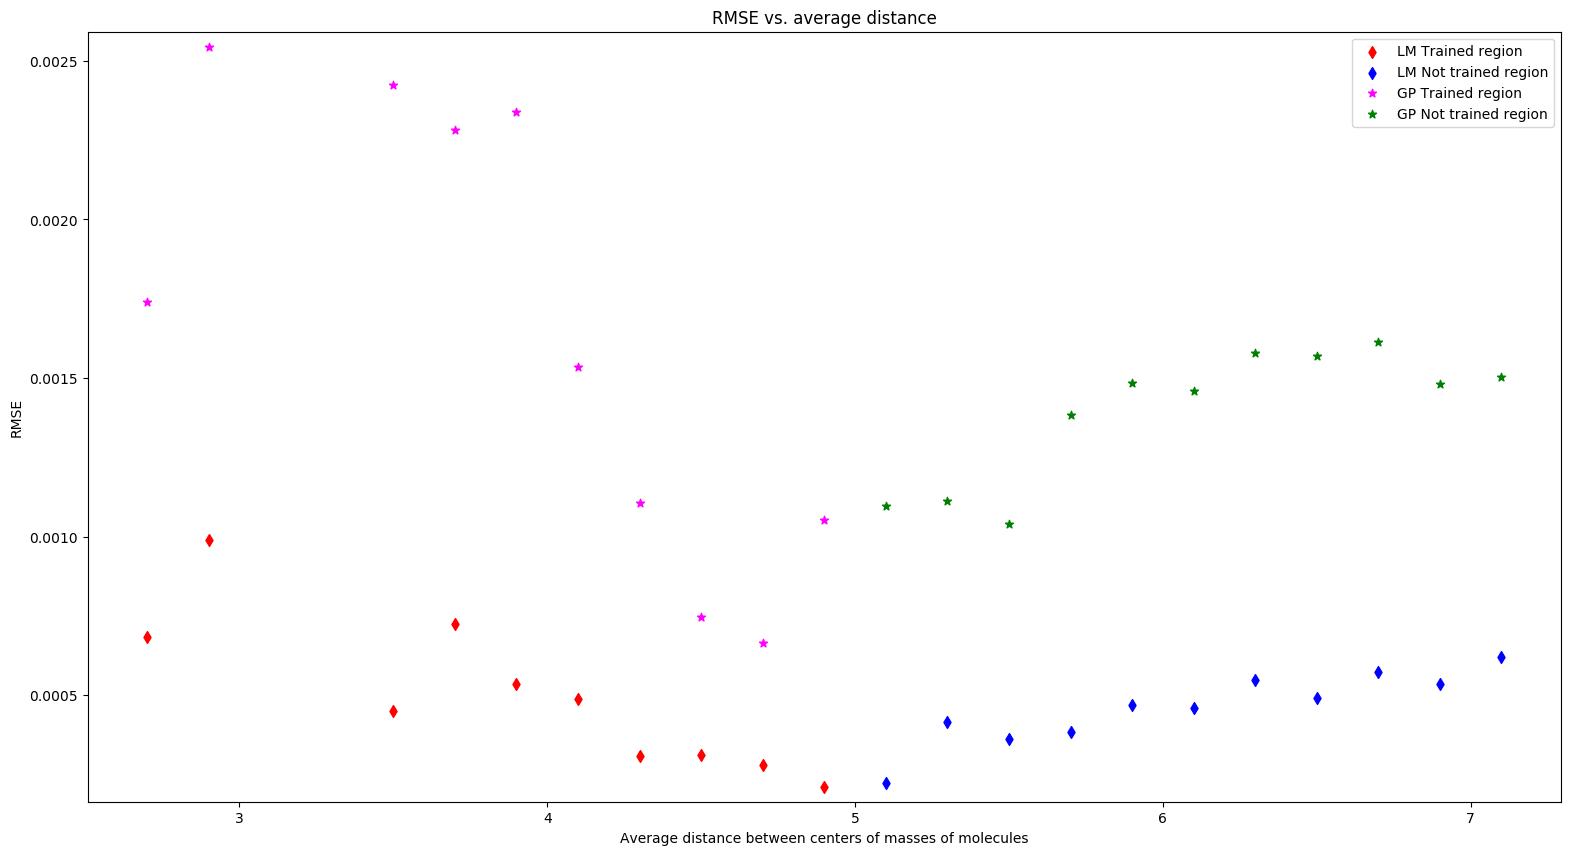 RMSE vs. average distance
LM Trained region
LM Not trained region
GP Trained region
GP Not trained region
RMSE
0.0025
0.0020
0.0015
0.0010
0.0005
3 4 5 6 7
Average distance between centers of masses of molecules